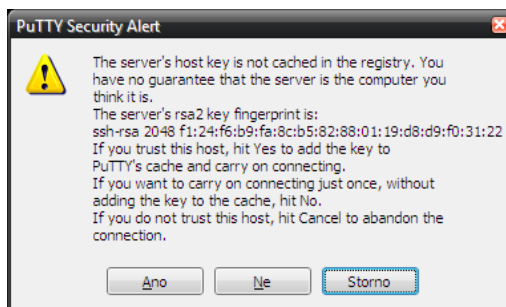 PuTTY Security Alert
The server's host key is not cached in the registry. You
have no guarantee that the server is the computer you
think it is.
The server's rsa2 key fingerprint is:
ssh-rsa 2048 f1:24:f6:b9:fa:8c:b5:82:88:01:19:d8:d9:f0:31:22
If you trust this host, hit Yes to add the key to
PuTTY's cache and carry on connecting.
If you want to carry on connecting just once, without
adding the key to the cache, hit No.
If you do not trust this host, hit Cancel to abandon the
connection.
Ano Ne Storno